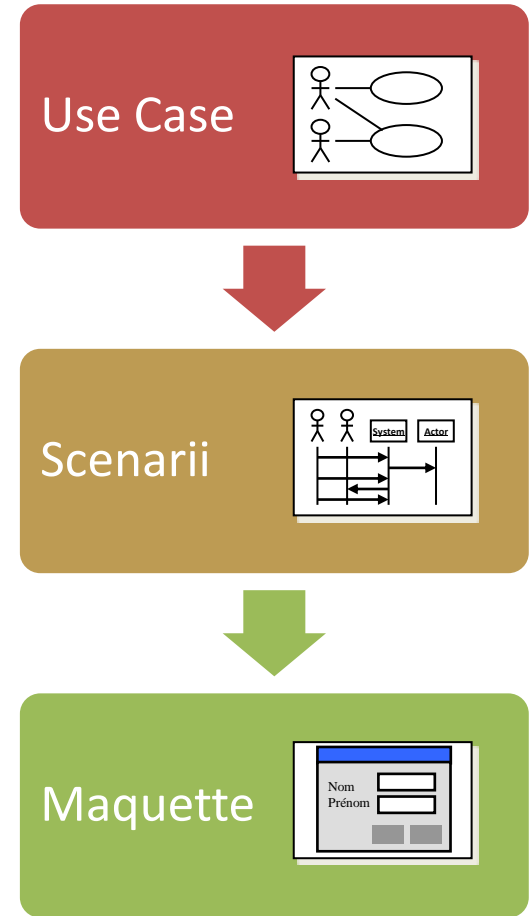 Use Case
Scenarii
System Actor
Maquette
Nom
Prénom